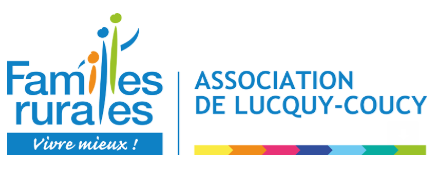 Familles
rurales
Vivre mieux !
ASSOCIATION
DE LUCQUY-COUCY